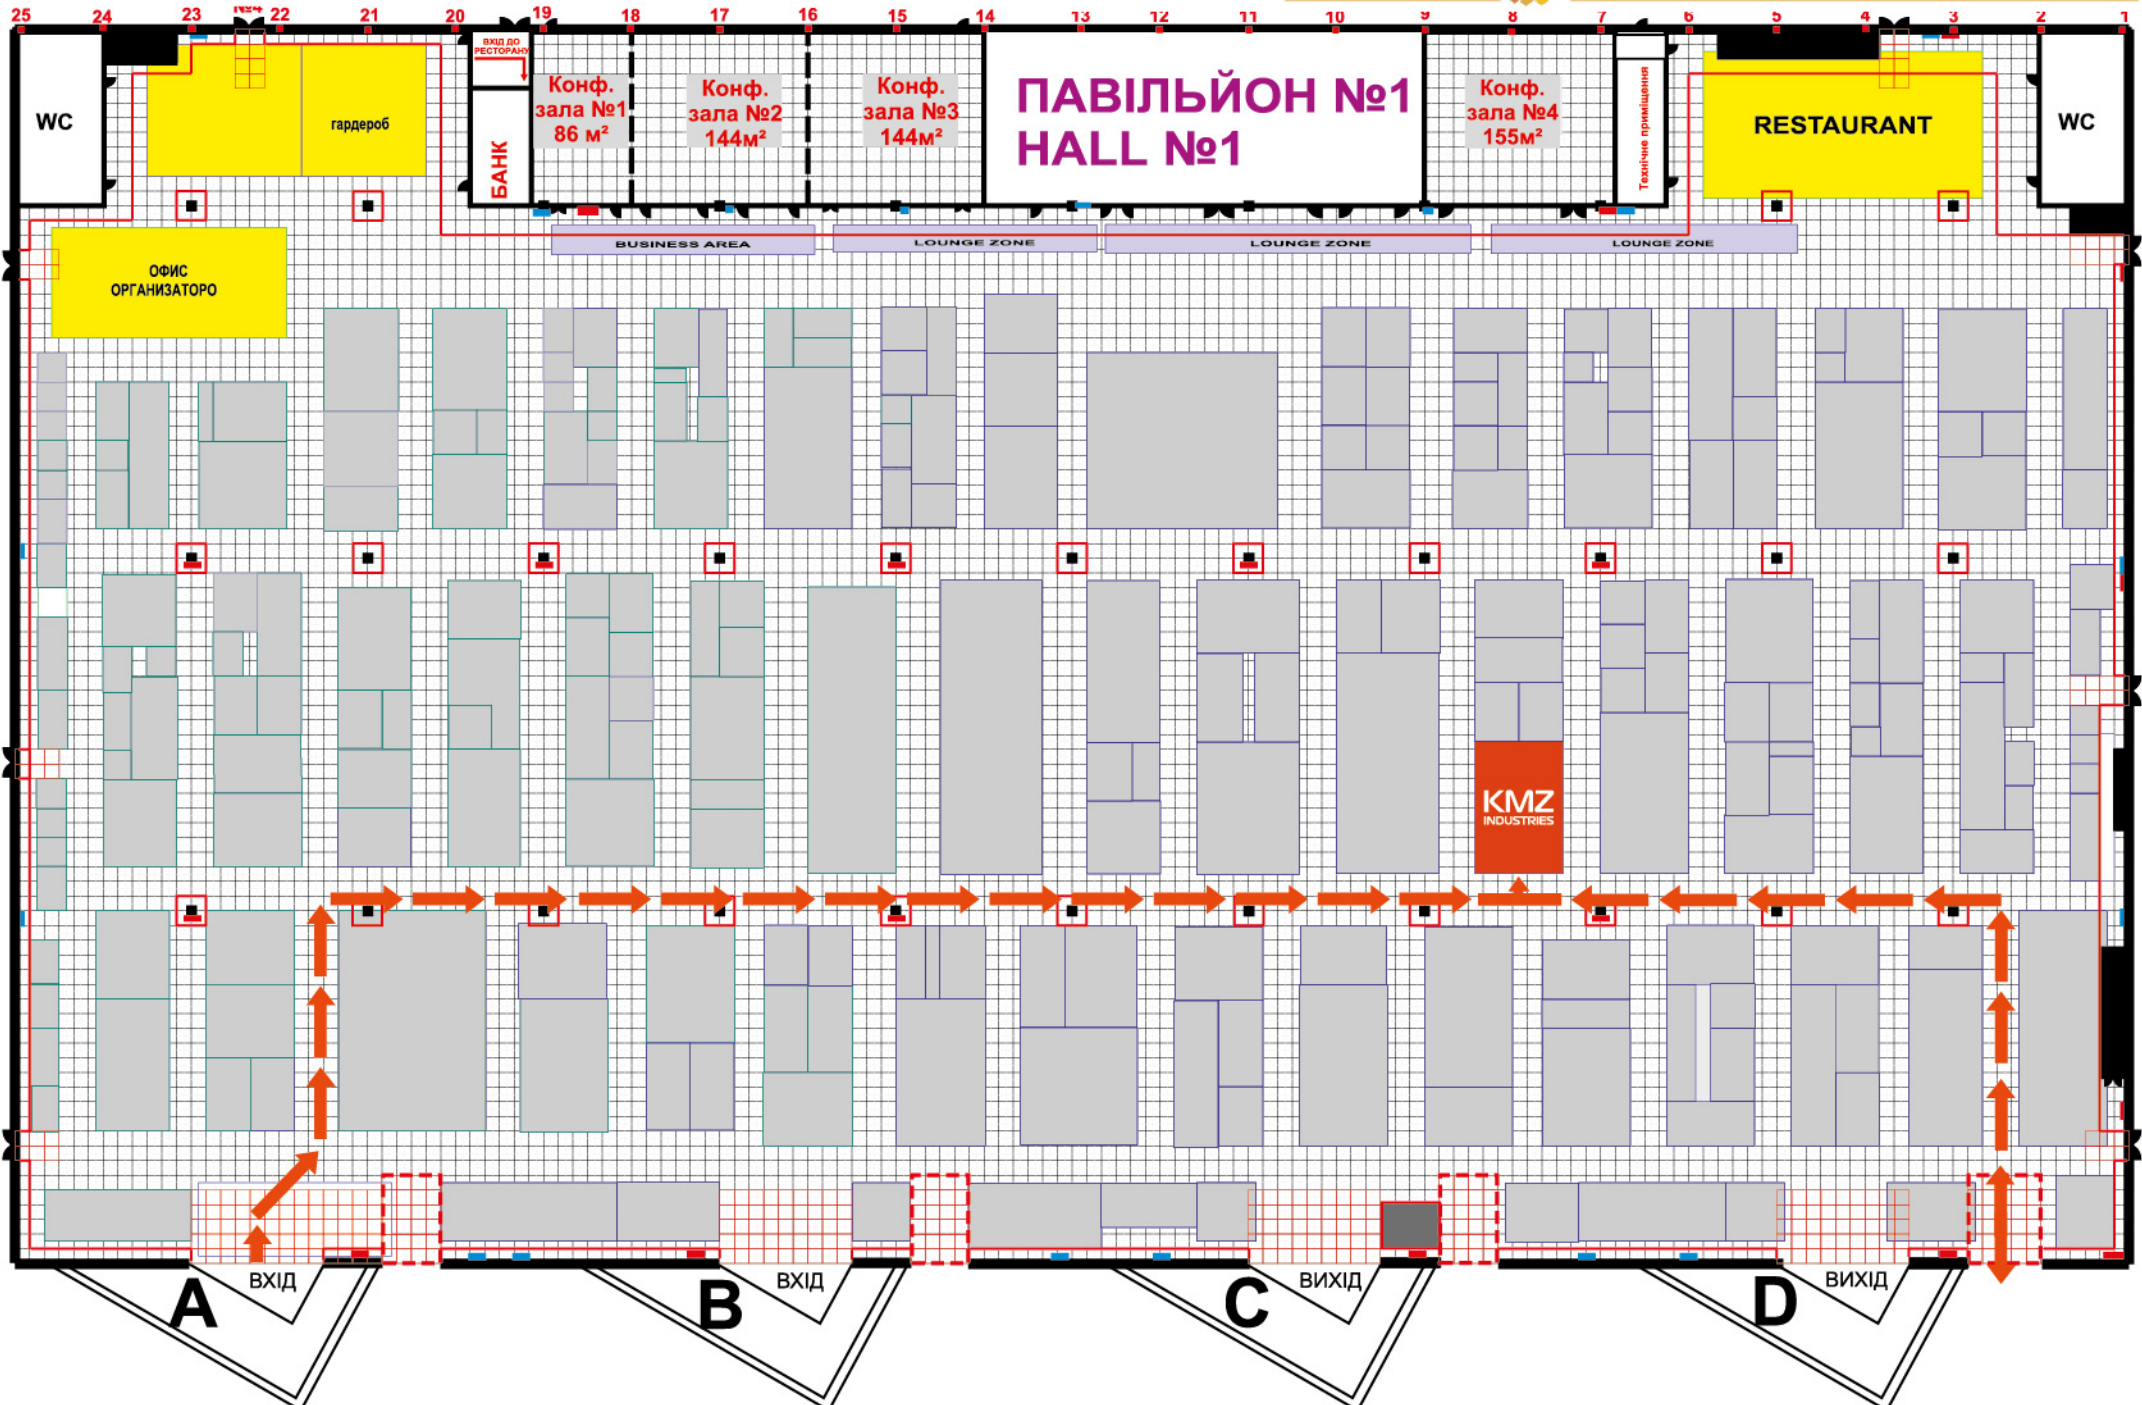 №4
25 24 23 22 21 20 19 18 17 16 15 14 13 12 11 10 9 8 7 6 5 4 3 2 1
WC
гардероб
ВХІД ДО
РЕСТОРАНУ
БАНК
Конф.
зала №1
86 м²
Конф.
зала №2
144м²
Конф.
зала №3
144м²
ПАВІЛЬЙОН №1
HALL №1
Конф.
зала №4
155м²
Технічне приміщення
RESTAURANT
WC
BUSINESS AREA
LOUNGE ZONE
LOUNGE ZONE
LOUNGE ZONE
ОФИС
ОРГАНИЗАТОРО
KMZ
INDUSTRIES
A
ВХІД
B
ВХІД
C
ВИХІД
D
ВИХІД